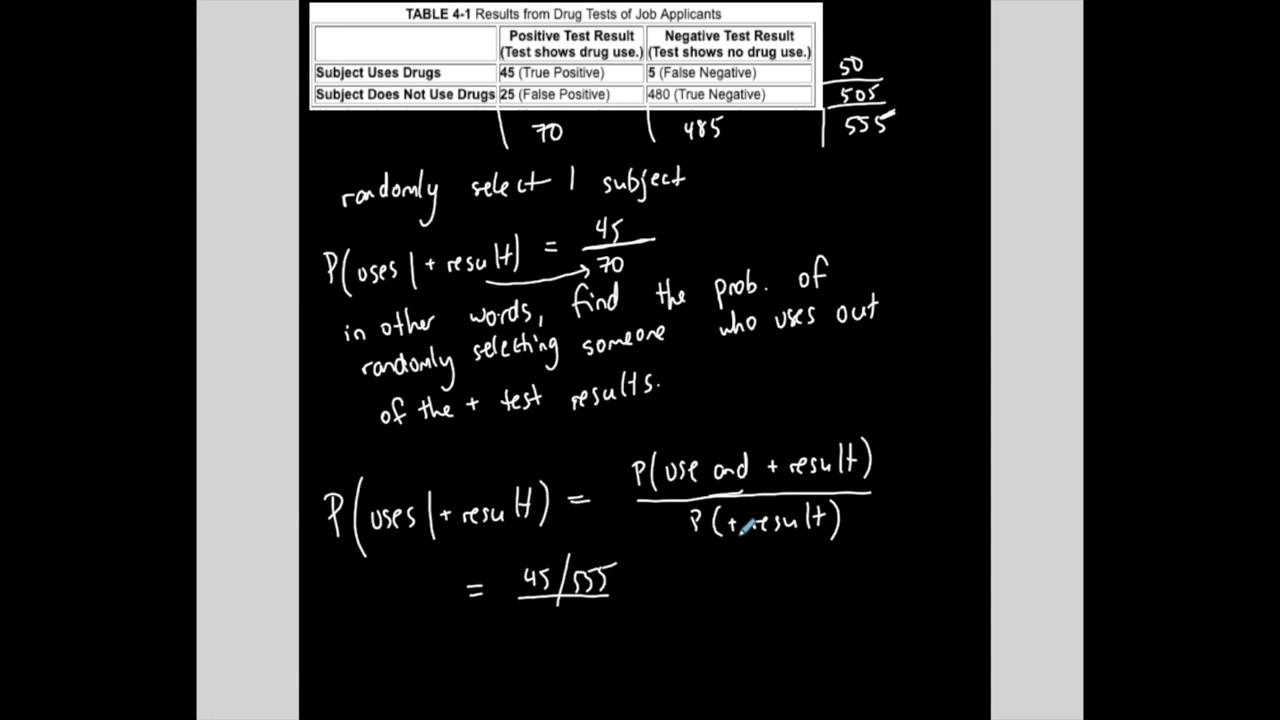 TABLE 4-1 Results from Drug Tests of Job Applicants
Positive Test Result Negative Test Result
(Test shows drug use.) (Test shows no drug use.)
Subject Uses Drugs 45 (True Positive) 5 (False Negative) 50
Subject Does Not Use Drugs 25 (False Positive) 480 (True Negative) 505
70 485 555
randomly select 1 subject
P(uses | + result) = 45
70
in other words, find the prob. of
randomly selecting someone who uses out
of the + test results.
P(use and + result)
P(uses | + result) =
P(+ result)
= 45/555